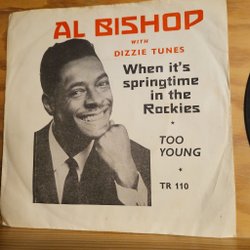 AL BISHOP
WITH
DIZZIE TUNES
When it's
springtime
in the
Rockies
TOO
YOUNG
TR 110